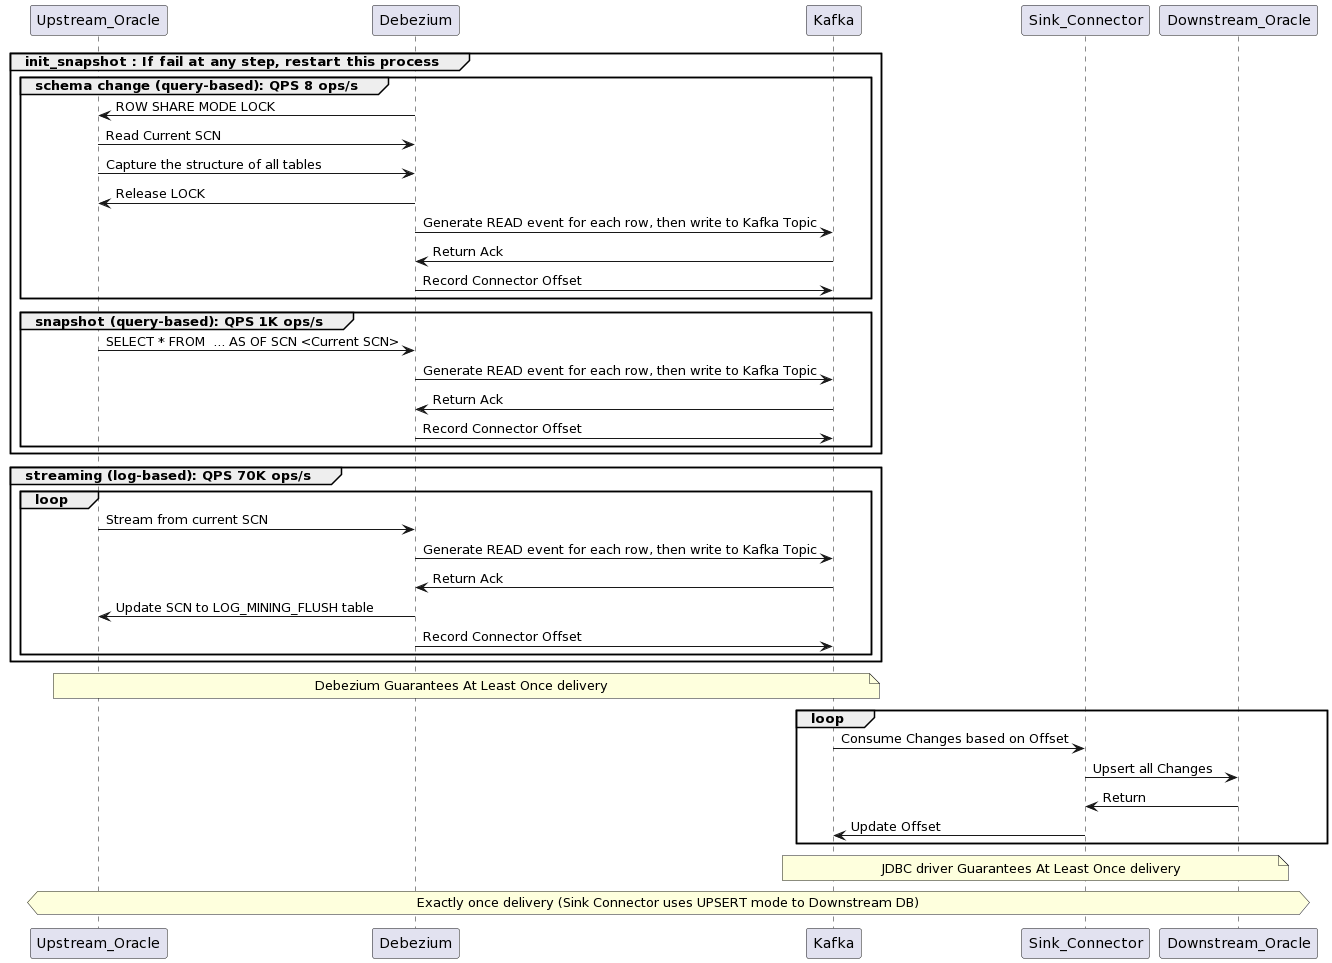 Upstream_Oracle
Debezium
Kafka
Sink_Connector
Downstream_Oracle
init_snapshot : If fail at any step, restart this process
schema change (query-based): QPS 8 ops/s
ROW SHARE MODE LOCK
Read Current SCN
Capture the structure of all tables
Release LOCK
Generate READ event for each row, then write to Kafka Topic
Return Ack
Record Connector Offset
snapshot (query-based): QPS 1K ops/s
SELECT * FROM  ... AS OF SCN <Current SCN>
Generate READ event for each row, then write to Kafka Topic
Return Ack
Record Connector Offset
streaming (log-based): QPS 70K ops/s
loop
Stream from current SCN
Generate READ event for each row, then write to Kafka Topic
Return Ack
Update SCN to LOG_MINING_FLUSH table
Record Connector Offset
Debezium Guarantees At Least Once delivery
loop
Consume Changes based on Offset
Upsert all Changes
Return
Update Offset
JDBC driver Guarantees At Least Once delivery
Exactly once delivery (Sink Connector uses UPSERT mode to Downstream DB)
Upstream_Oracle
Debezium
Kafka
Sink_Connector
Downstream_Oracle